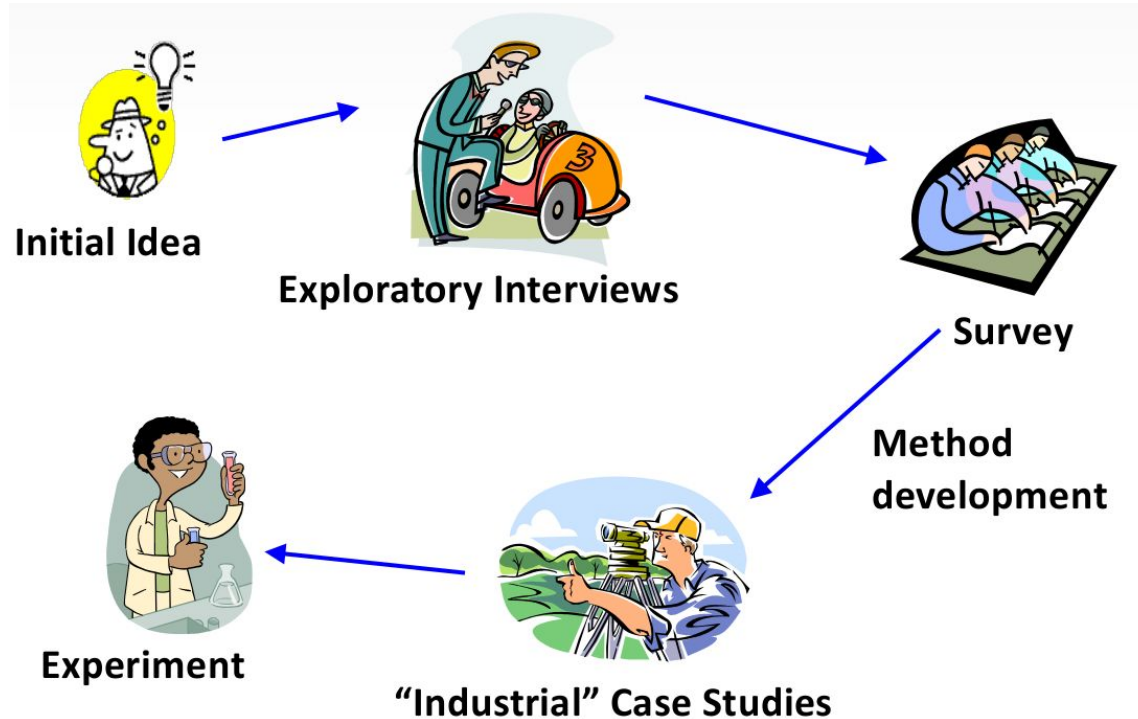 Initial Idea
3
Exploratory Interviews
Survey
Method
development
Experiment
“Industrial” Case Studies